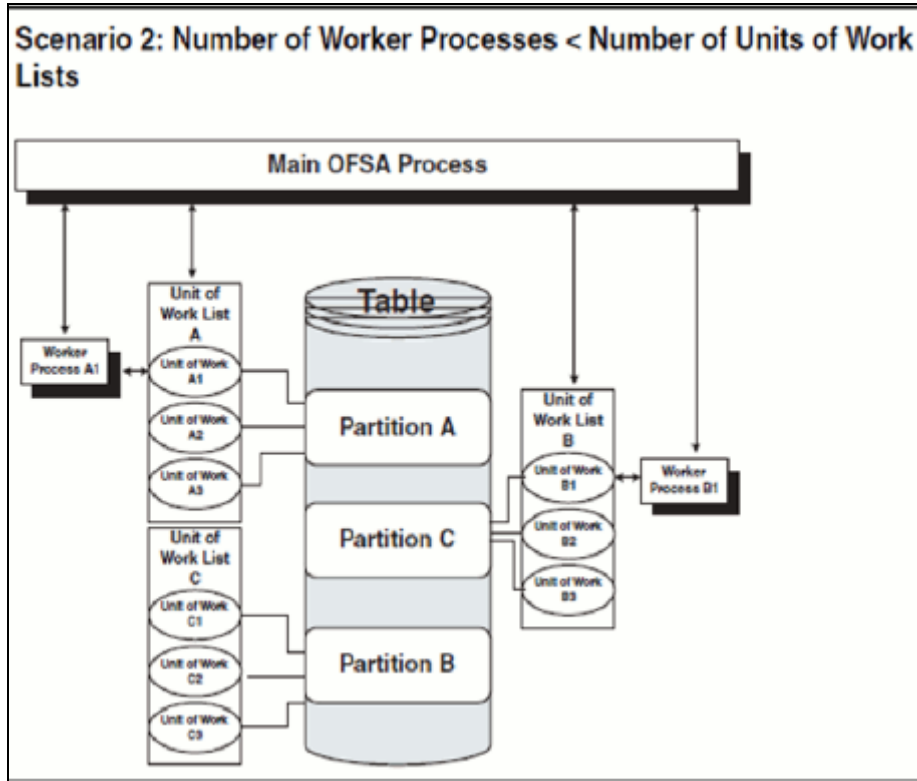 Scenario 2: Number of Worker Processes < Number of Units of Work
Lists
Main OFSA Process
Unit of
Work List
A
Worker
Process A1
Unit of Work
A1
Unit of Work
A2
Unit of Work
A3
Unit of
Work List
C
Unit of Work
C1
Unit of Work
C2
Unit of Work
C3
Table
Partition A
Partition C
Partition B
Unit of
Work List
B
Unit of Work
B1
Unit of Work
B2
Unit of Work
B3
Worker
Process B1